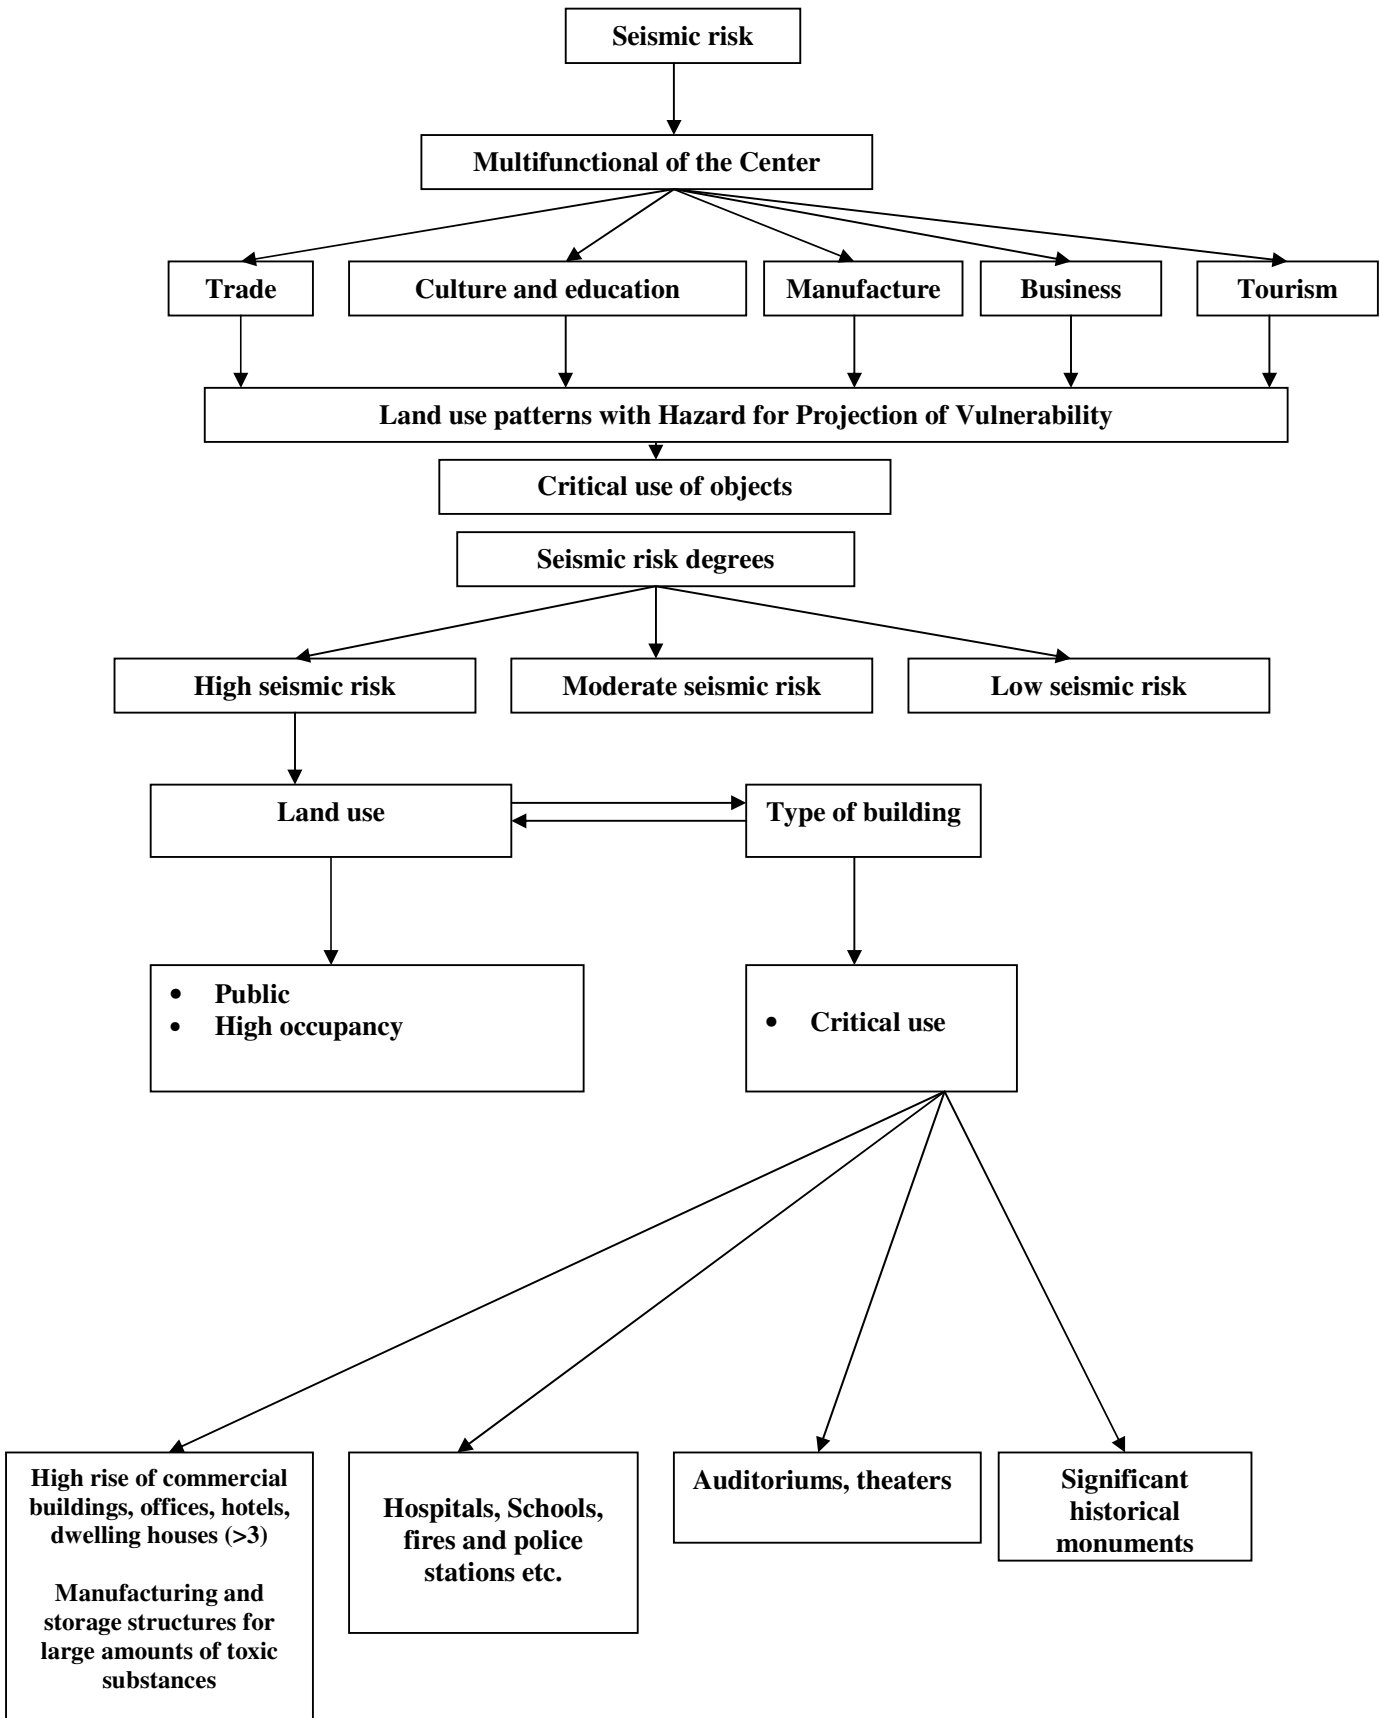 Seismic risk
Multifunctional of the Center
Trade
Culture and education
Manufacture
Business
Tourism
Land use patterns with Hazard for Projection of Vulnerability
Critical use of objects
Seismic risk degrees
High seismic risk
Moderate seismic risk
Low seismic risk
Land use
Type of building
• Public
• High occupancy
• Critical use
High rise of commercial
buildings, offices, hotels,
dwelling houses (>3)
Manufacturing and
storage structures for
large amounts of toxic
substances
Hospitals, Schools,
fires and police
stations etc.
Auditoriums, theaters
Significant
historical
monuments